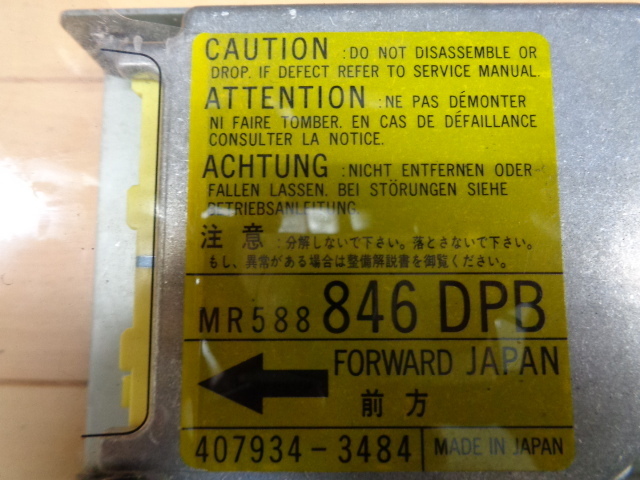 CAUTION : DO NOT DISASSEMBLE OR
DROP. IF DEFECT REFER TO SERVICE MANUAL.
ATTENTION : NE PAS DÉMONTER
NI FAIRE TOMBER. EN CAS DE DÉFAILLANCE
CONSULTER LA NOTICE.
ACHTUNG : NICHT ENTFERNEN ODER
FALLEN LASSEN. BEI STÖRUNGEN SIEHE
BETRIEBSANLEITUNG
注意 : 分解しないで下さい。落とさないで下さい。
もし、異常がある場合は整備解説書を御覧ください。
MR588 846 DPB
FORWARD JAPAN
前方
407934-3484 MADE IN JAPAN